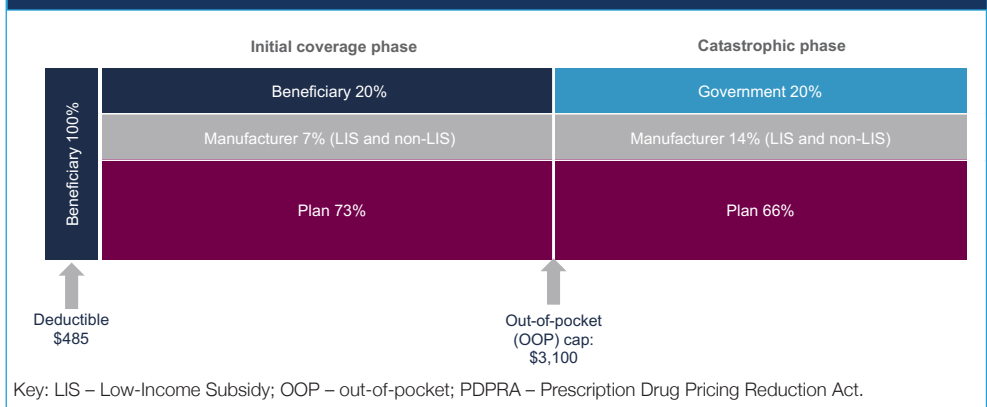 Initial coverage phase
Catastrophic phase
Beneficiary 100%
Beneficiary 20%
Government 20%
Manufacturer 7% (LIS and non-LIS)
Manufacturer 14% (LIS and non-LIS)
Plan 73%
Plan 66%
Deductible
$485
Out-of-pocket
(OOP) cap:
$3,100
Key: LIS – Low-Income Subsidy; OOP – out-of-pocket; PDPRA – Prescription Drug Pricing Reduction Act.